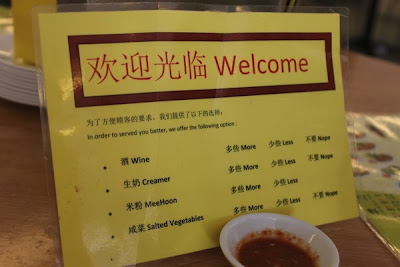 欢迎光临 Welcome
为了方便顾客的要求，我们提供了以下的选择：
In order to served you better, we offer the following option :
酒 Wine 多些 More 少些 Less 不要 Nope
生奶 Creamer 多些 More 少些 Less 不要 Nope
米粉 MeeHoon 多些 More 少些 Less
咸菜 Salted Vegetables 多些 More 少些 Less 不要 Nope